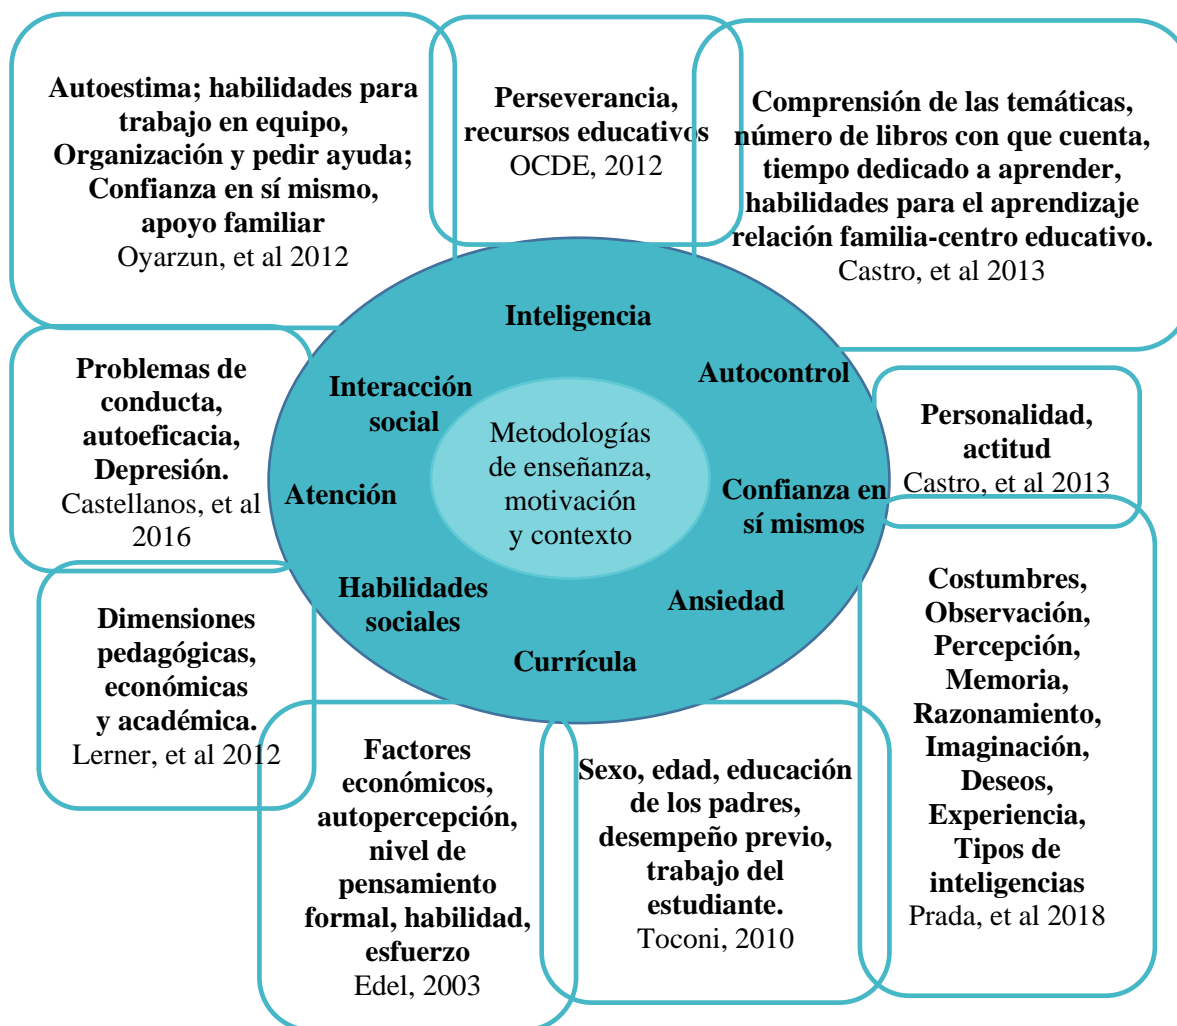 Autoestima; habilidades para
trabajo en equipo,
Organización y pedir ayuda;
Confianza en sí mismo,
apoyo familiar
Oyarzun, et al 2012
Perseverancia,
recursos educativos
OCDE, 2012
Comprensión de las temáticas,
número de libros con que cuenta,
tiempo dedicado a aprender,
habilidades para el aprendizaje
relación familia-centro educativo.
Castro, et al 2013
Inteligencia
Autocontrol
Interacción
social
Metodologías
de enseñanza,
motivación
y contexto
Atención
Confianza en
sí mismos
Habilidades
sociales
Ansiedad
Currícula
Problemas de
conducta,
autoeficacia,
Depresión.
Castellanos, et al
2016
Personalidad,
actitud
Castro, et al 2013
Dimensiones
pedagógicas,
económicas
y académica.
Lerner, et al 2012
Factores
económicos,
autopercepción,
nivel de
pensamiento
formal, habilidad,
esfuerzo
Edel, 2003
Sexo, edad, educación
de los padres,
desempeño previo,
trabajo del
estudiante.
Toconi, 2010
Costumbres,
Observación,
Percepción,
Memoria,
Razonamiento,
Imaginación,
Deseos,
Experiencia,
Tipos de
inteligencias
Prada, et al 2018